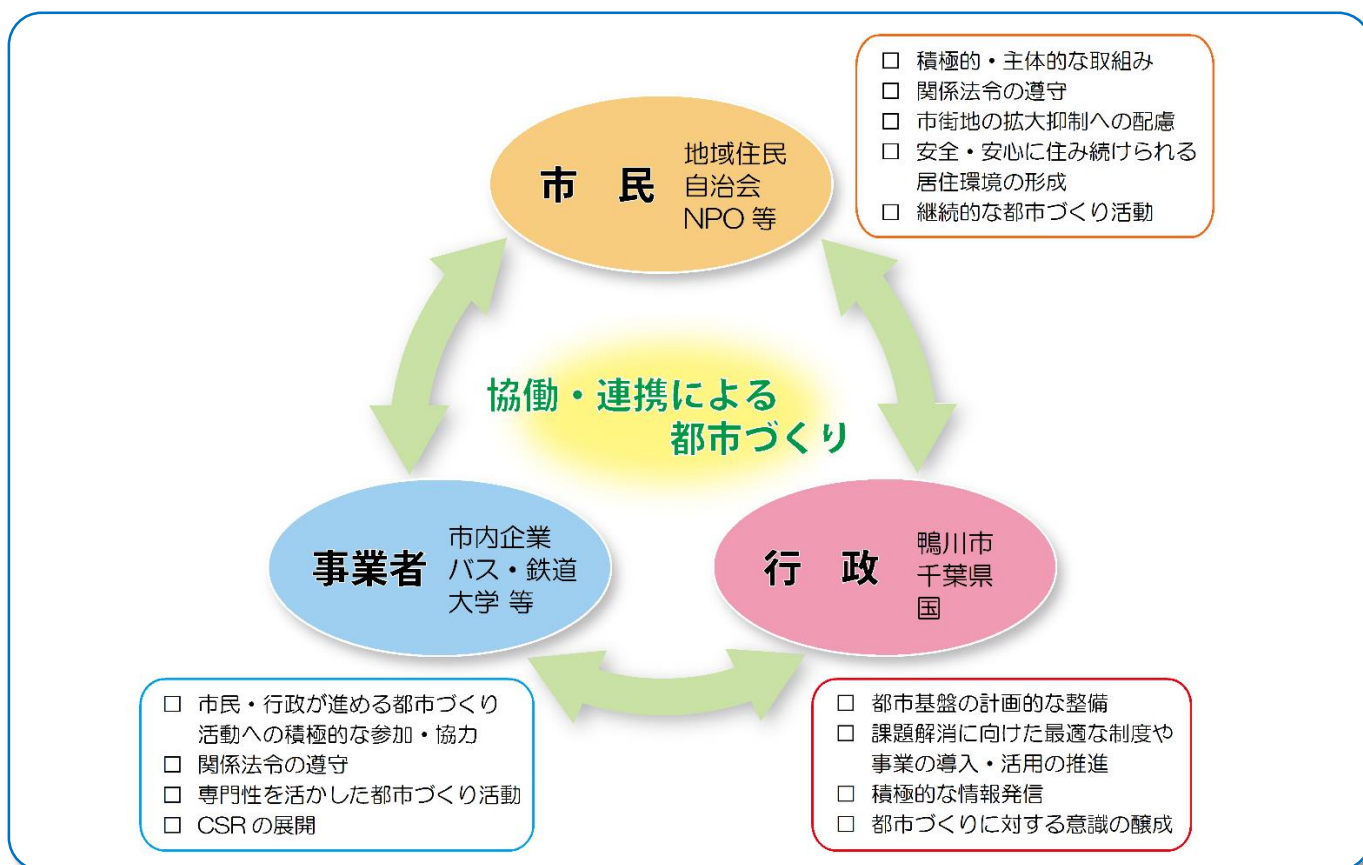 □ 積極的・主体的な取組み
□ 関係法令の遵守
□ 市街地の拡大抑制への配慮
□ 安全・安心に住み続けられる
居住環境の形成
□ 継続的な都市づくり活動
市 民
地域住民
自治会
NPO 等
協働・連携による
都市づくり
事業者
市内企業
バス・鉄道
大学 等
行 政
鴨川市
千葉県
国
□ 市民・行政が進める都市づくり
活動への積極的な参加・協力
□ 関係法令の遵守
□ 専門性を活かした都市づくり活動
□ CSR の展開
□ 都市基盤の計画的な整備
□ 課題解消に向けた最適な制度や
事業の導入・活用の推進
□ 積極的な情報発信
□ 都市づくりに対する意識の醸成